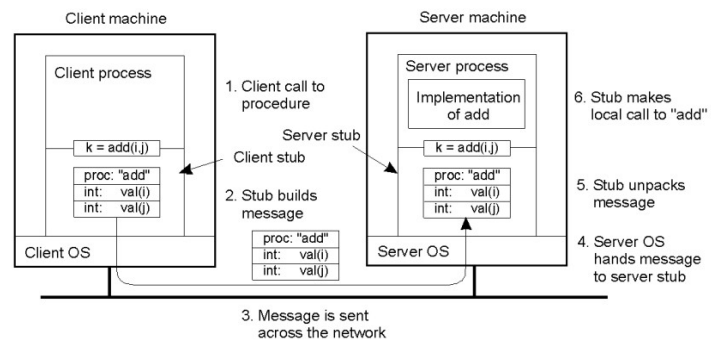 Client machine
Server machine
Client process
1. Client call to
procedure
Server process
Implementation
of add
6. Stub makes
local call to "add"
Server stub
k = add(i,j)
k = add(i,j)
Client stub
proc: "add"
int: val(i)
int: val(j)
proc: "add"
int: val(i)
int: val(j)
2. Stub builds
message
5. Stub unpacks
message
proc: "add"
int: val(i)
int: val(j)
Client OS
Server OS
4. Server OS
hands message
to server stub
3. Message is sent
across the network